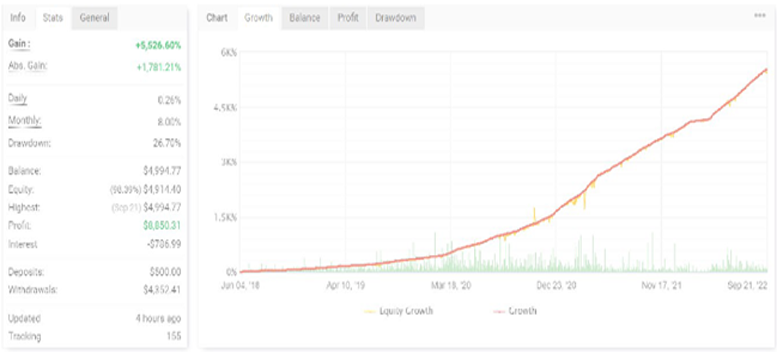 Info Stats General
Gain : +5,526.60%
Abs. Gain: +1,781.21%
Daily 0.26%
Monthly: 8.00%
Drawdown: 26.70%
Balance: $4,994.77
Equity: (98.39%) $4,914.40
Highest: (Sep 21) $4,994.77
Profit: $8,850.31
Interest -$786.99
Deposits: $500.00
Withdrawals: $4,352.41
Updated 4 hours ago
Tracking 155
Chart Growth Balance Profit Drawdown
6K%
4.5K%
3K%
1.5K%
0%
Jun 04, '18 Apr 10, '19 Mar 18, '20 Dec 23, '20 Nov 17, '21 Sep 21, '22
Equity Growth Growth